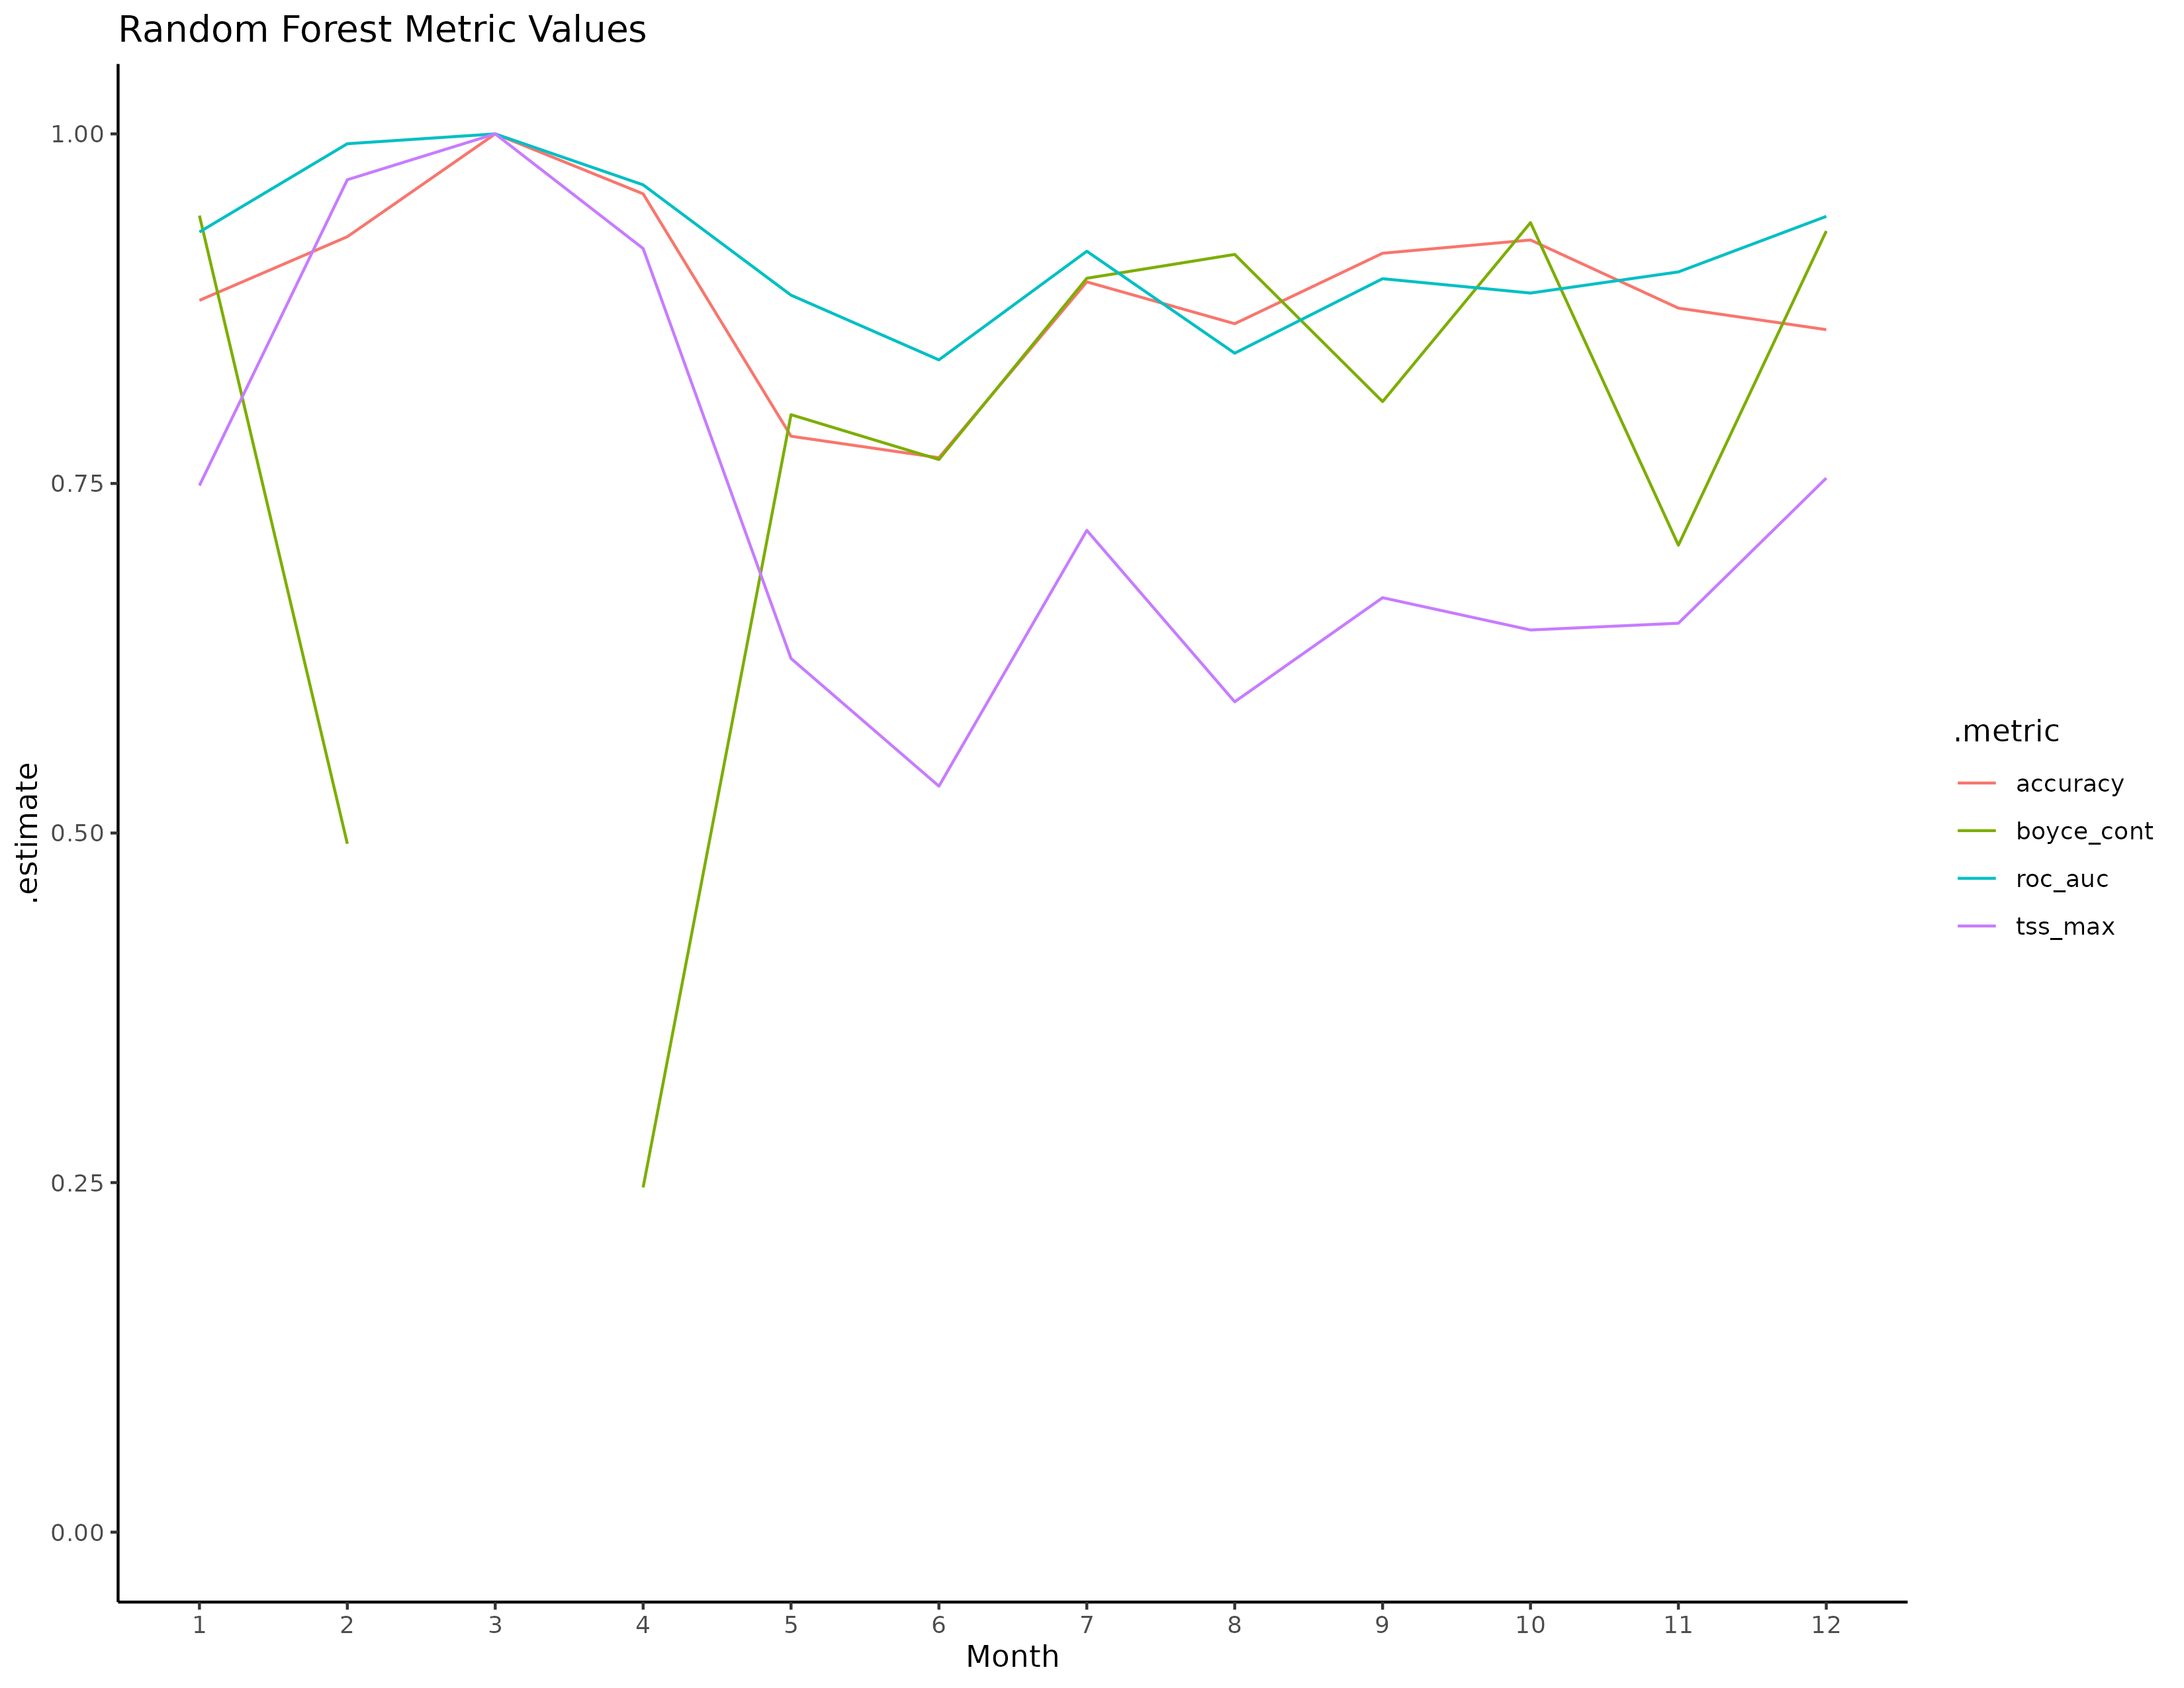 Random Forest Metric Values
1.00
0.75
0.50
0.25
0.00
.estimate
1 2 3 4 5 6 7 8 9 10 11 12
Month
.metric
accuracy
boyce_cont
roc_auc
tss_max